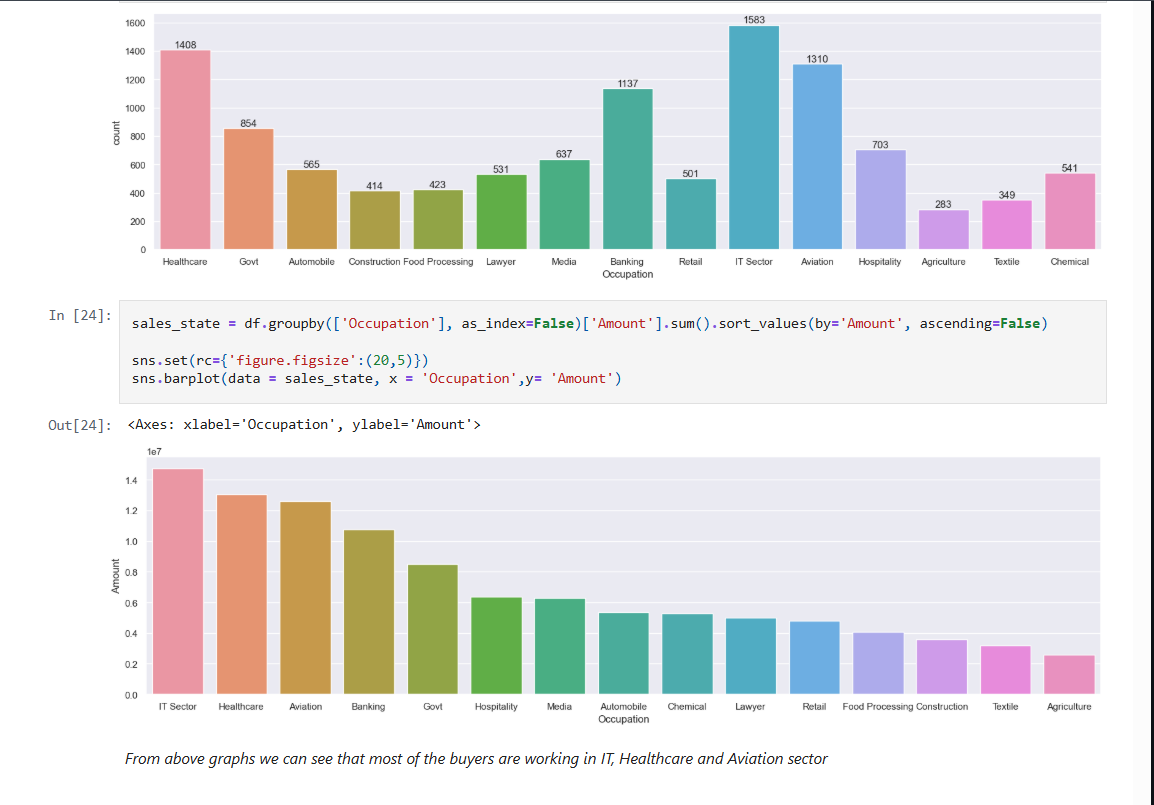 1600
1400
1200
1000
800
600
400
200
0
count
1408
854
565
414
423
531
637
1137
501
1583
1310
703
283
349
541
Healthcare Govt Automobile Construction Food Processing Lawyer Media Banking Retail IT Sector Aviation Hospitality Agriculture Textile Chemical
Occupation
In [24]:
sales_state = df.groupby(['Occupation'], as_index=False)['Amount'].sum().sort_values(by='Amount', ascending=False)
sns.set(rc={'figure.figsize':(20,5)})
sns.barplot(data = sales_state, x = 'Occupation',y= 'Amount')
Out[24]: <Axes: xlabel='Occupation', ylabel='Amount'>
1e7
1.4
1.2
1.0
0.8
0.6
0.4
0.2
0.0
Amount
IT Sector Healthcare Aviation Banking Govt Hospitality Media Automobile Chemical Lawyer Retail Food Processing Construction Textile Agriculture
Occupation
From above graphs we can see that most of the buyers are working in IT, Healthcare and Aviation sector